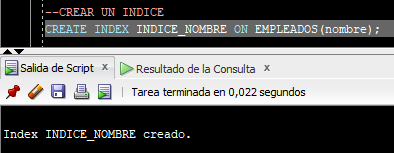 --CREAR UN INDICE
CREATE INDEX INDICE_NOMBRE ON EMPLEADOS(nombre);
Salida de Script x Resultado de la Consulta x
Tarea terminada en 0,022 segundos
Index INDICE_NOMBRE creado.